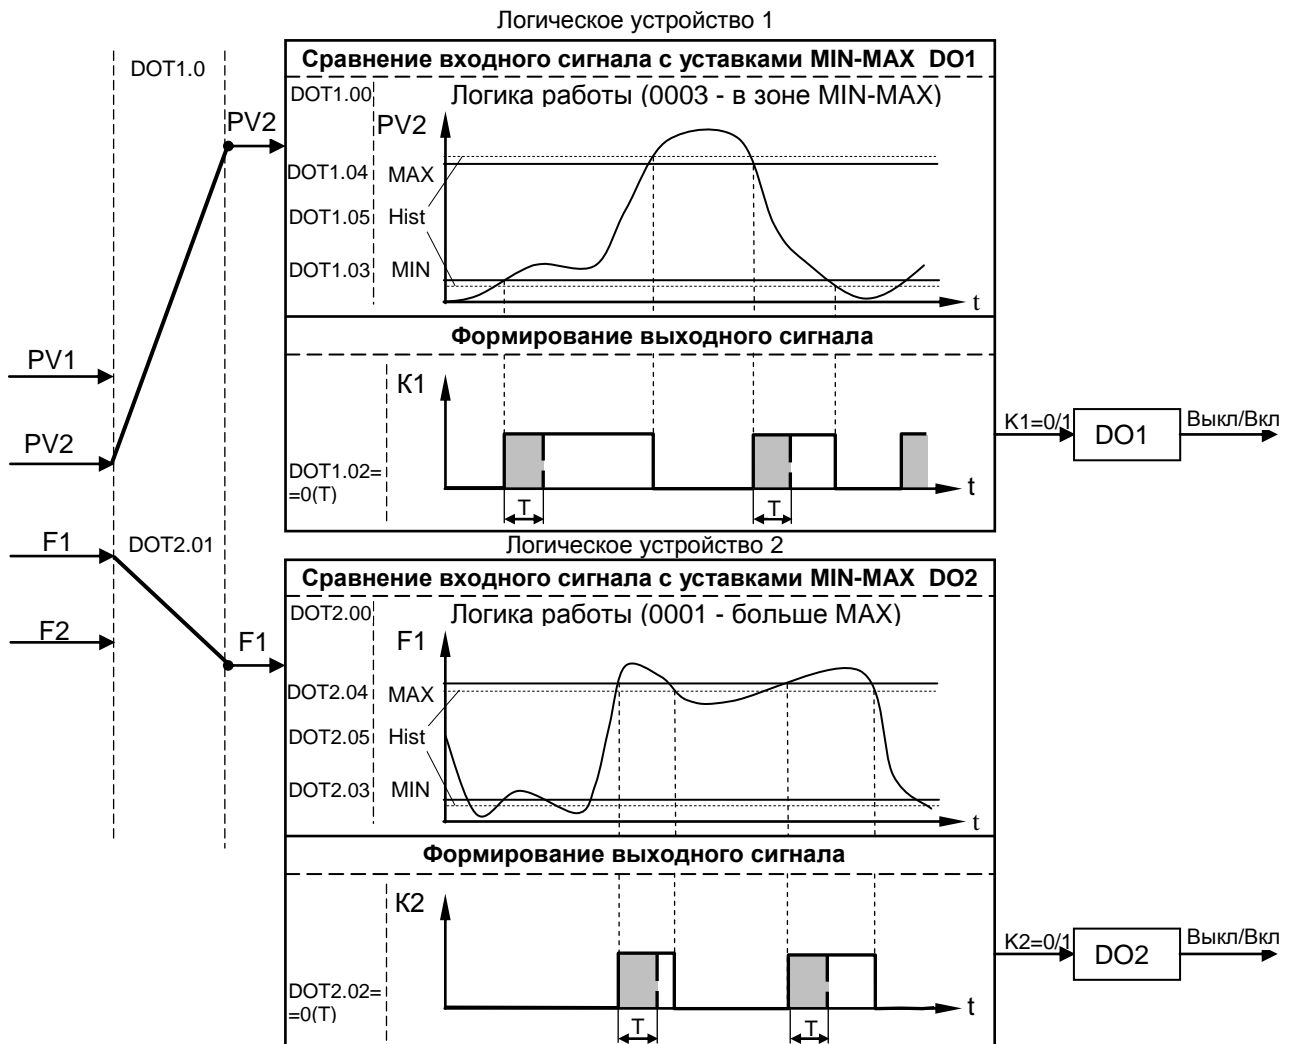 Логическое устройство 1
DOT1.0
Сравнение входного сигнала с уставками MIN-MAX DO1
DOT1.00
Логика работы (0003 - в зоне MIN-MAX)
PV2
PV2
DOT1.04
MAX
DOT1.05
Hist
DOT1.03
MIN
t
Формирование выходного сигнала
PV1
К1
PV2
K1=0/1
DO1
Выкл/Вкл
DOT1.02=
=0(T)
t
T
T
F1
DOT2.01
Логическое устройство 2
Сравнение входного сигнала с уставками MIN-MAX DO2
DOT2.00
Логика работы (0001 - больше MAX)
F2
F1
F1
DOT2.04
MAX
DOT2.05
Hist
DOT2.03
MIN
t
Формирование выходного сигнала
К2
K2=0/1
DO2
Выкл/Вкл
DOT2.02=
=0(T)
t
T
T